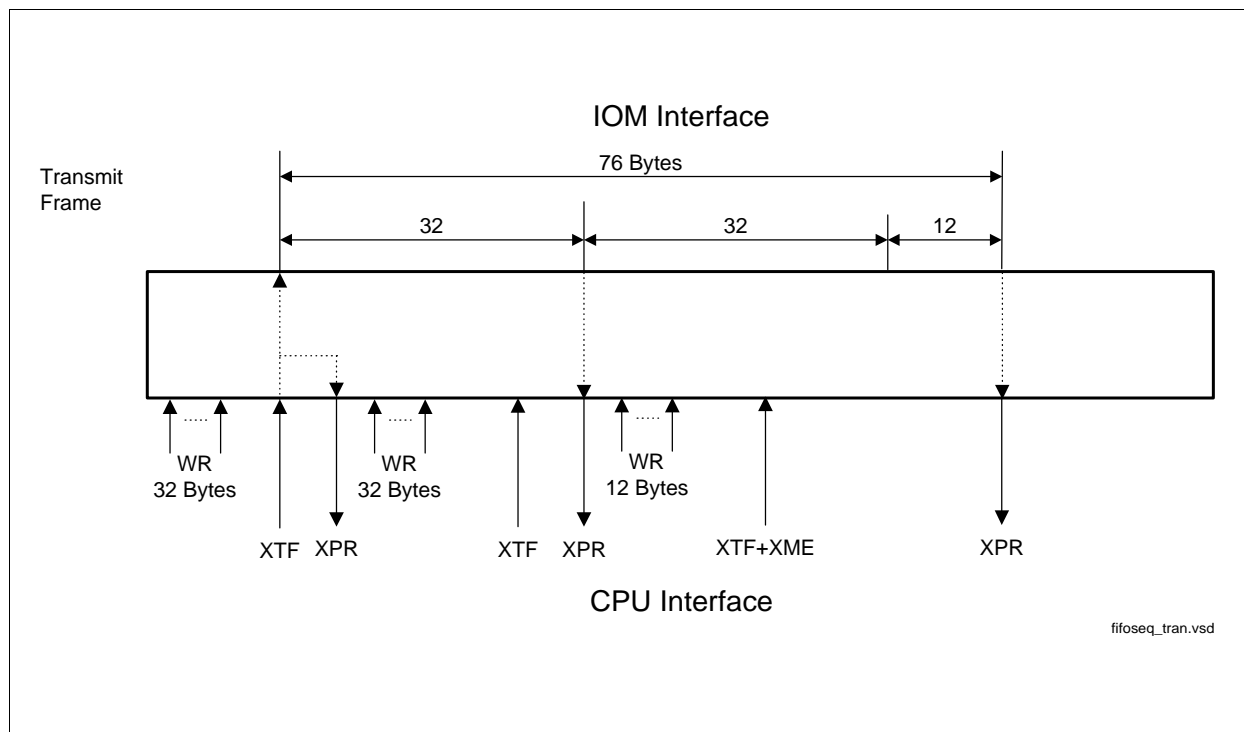 IOM Interface
76 Bytes
Transmit
Frame
32
32
12
.....
.....
.....
WR
32 Bytes
WR
32 Bytes
WR
12 Bytes
XTF
XPR
XTF
XPR
XTF+XME
XPR
CPU Interface
fifoseq_tran.vsd